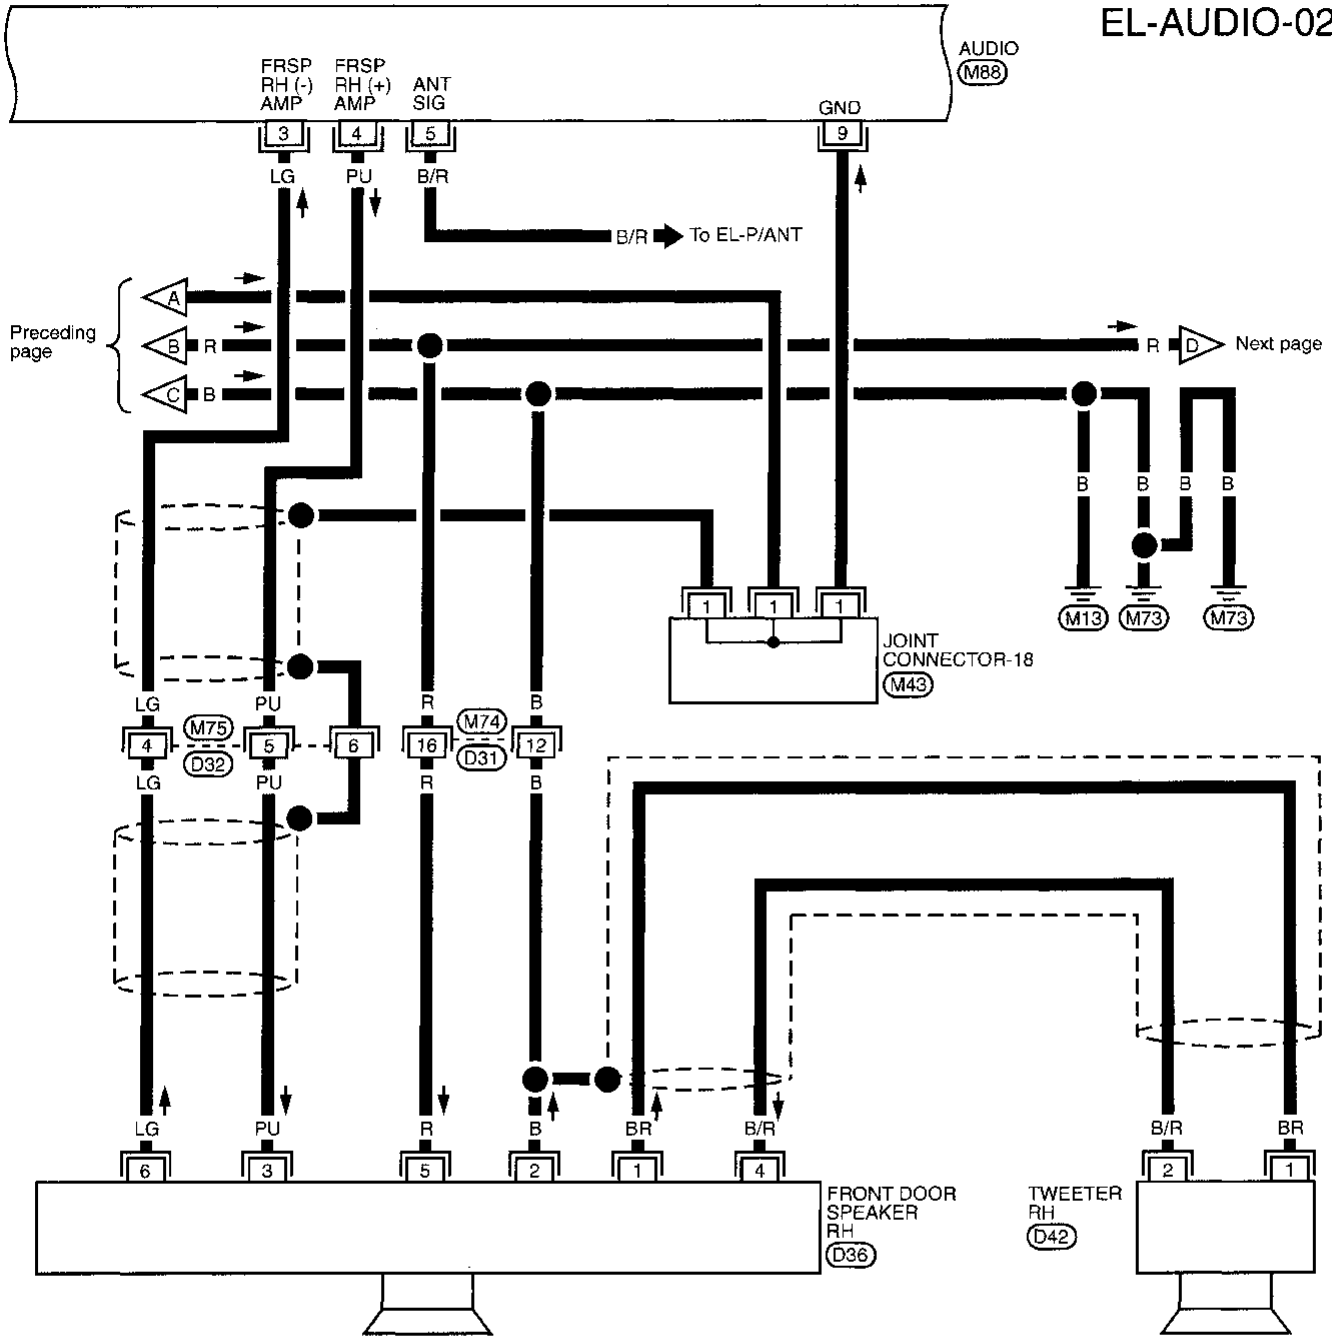 EL-AUDIO-02
AUDIO
M88
FRSP
RH (-)
AMP
FRSP
RH (+)
AMP
ANT
SIG
GND
3
4
5
9
LG
PU
B/R
B/R
To EL-P/ANT
Preceding
page
A
B
R
C
B
R
D
Next page
B
B
B
B
M13
M73
M73
1
1
1
JOINT
CONNECTOR-18
M43
LG
PU
R
B
M75
M74
4
5
6
16
12
D32
D31
LG
PU
R
B
LG
PU
R
B
BR
B/R
B/R
BR
6
3
5
2
1
4
2
1
FRONT DOOR
SPEAKER
RH
D36
TWEETER
RH
D42